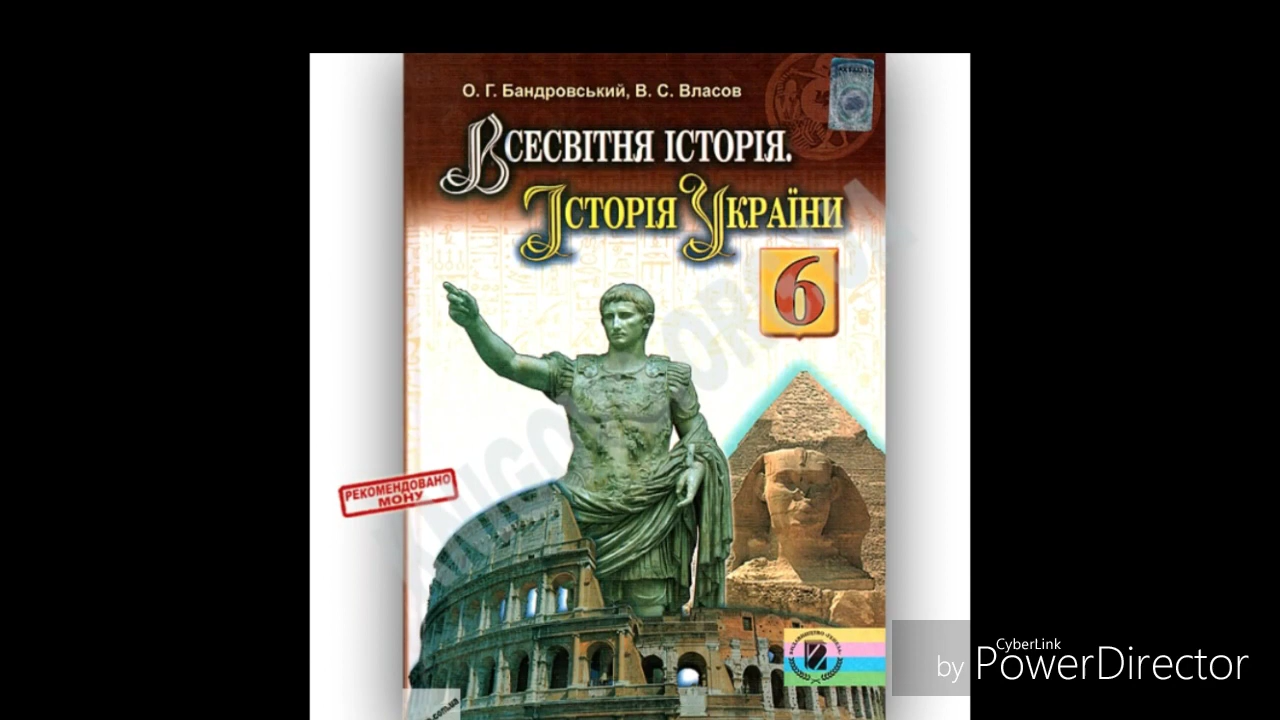 О. Г. Бандровський, В. С. Власов
ВСЕСВІТНЯ ІСТОРІЯ.
ІСТОРІЯ УКРАЇНИ
6
РЕКОМЕНДОВАНО
МОНУ
CyberLink
by PowerDirector